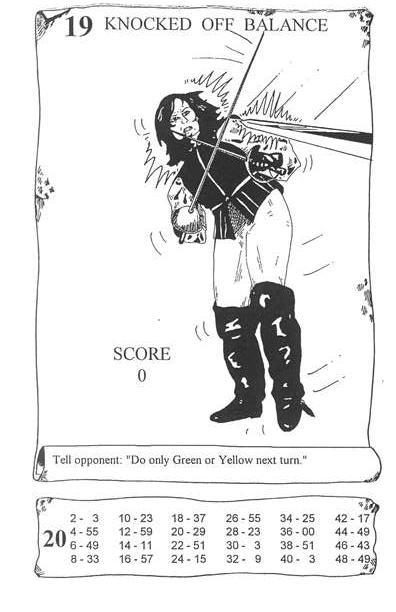 19 KNOCKED OFF BALANCE
SCORE
0
Tell opponent: "Do only Green or Yellow next turn."
20
2 - 3 10 - 23 18 - 37 26 - 55 34 - 25 42 - 17
4 - 55 12 - 59 20 - 29 28 - 23 36 - 00 44 - 49
6 - 49 14 - 11 22 - 51 30 - 3 38 - 51 46 - 43
8 - 33 16 - 57 24 - 15 32 - 9 40 - 3 48 - 49